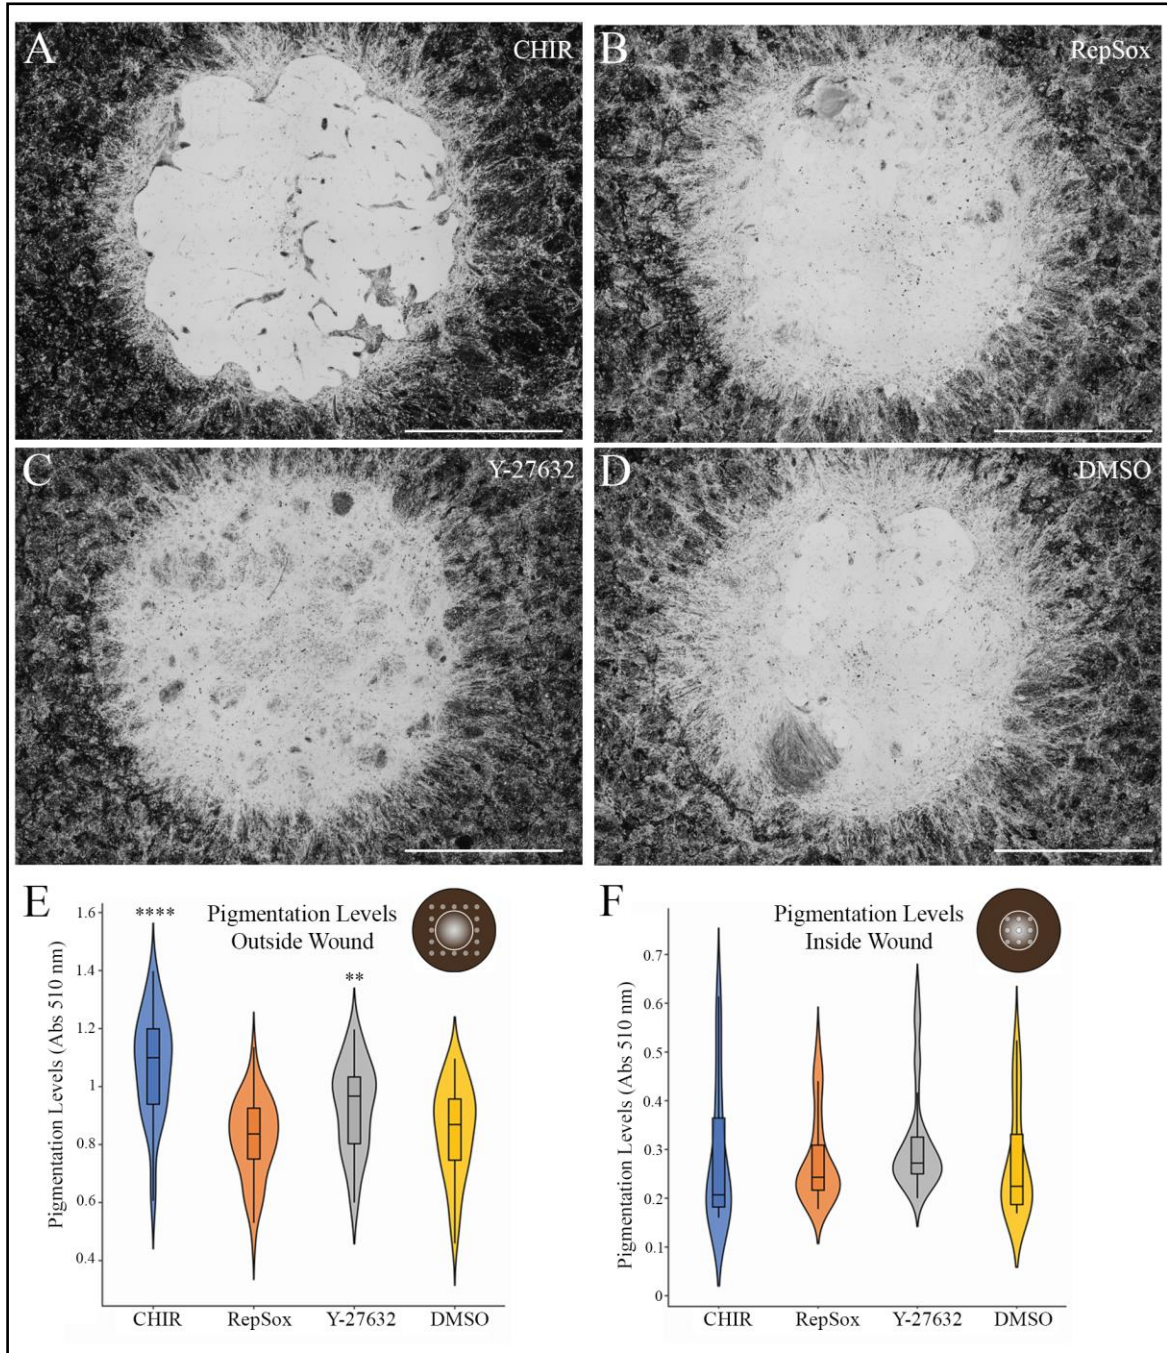 A
CHIR
B
RepSox
C
Y-27632
D
DMSO
E
Pigmentation Levels
Outside Wound
****
**
Pigmentation Levels (Abs 510 nm)
1.6
1.4
1.2
1
0.8
0.6
0.4
CHIR
RepSox
Y-27632
DMSO
F
Pigmentation Levels
Inside Wound
Pigmentation Levels (Abs 510 nm)
0.7
0.6
0.5
0.4
0.3
0.2
0.1
0
CHIR
RepSox
Y-27632
DMSO